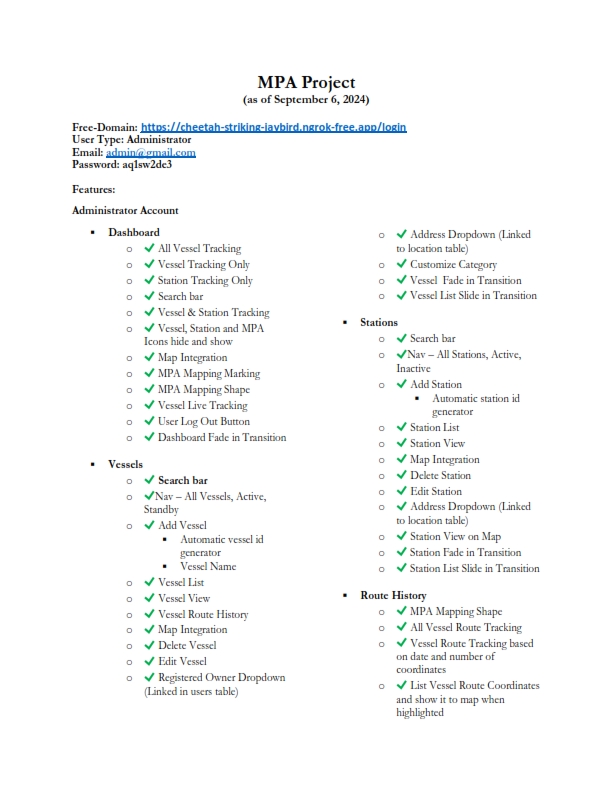 MPA Project
(as of September 6, 2024)
Free-Domain: https://cheetah-striking-jaybird.ngrok-free.app/login
User Type: Administrator
Email: admin@gmail.com
Password: aq1sw2de3
Features:
Administrator Account
▪ Dashboard
o ✔ All Vessel Tracking
o ✔ Vessel Tracking Only
o ✔ Station Tracking Only
o ✔ Search bar
o ✔ Vessel & Station Tracking
o ✔ Vessel, Station and MPA
Icons hide and show
o ✔ Map Integration
o ✔ MPA Mapping Marking
o ✔ MPA Mapping Shape
o ✔ Vessel Live Tracking
o ✔ User Log Out Button
o ✔ Dashboard Fade in Transition
▪ Vessels
o ✔ Search bar
o ✔Nav – All Vessels, Active,
Standby
o ✔ Add Vessel
▪ Automatic vessel id
generator
▪ Vessel Name
o ✔ Vessel List
o ✔ Vessel View
o ✔ Vessel Route History
o ✔ Map Integration
o ✔ Delete Vessel
o ✔ Edit Vessel
o ✔ Registered Owner Dropdown
(Linked in users table)
o ✔ Address Dropdown (Linked
to location table)
o ✔ Customize Category
o ✔ Vessel Fade in Transition
o ✔ Vessel List Slide in Transition
▪ Stations
o ✔ Search bar
o ✔Nav – All Stations, Active,
Inactive
o ✔ Add Station
▪ Automatic station id
generator
o ✔ Station List
o ✔ Station View
o ✔ Map Integration
o ✔ Delete Station
o ✔ Edit Station
o ✔ Address Dropdown (Linked
to location table)
o ✔ Station View on Map
o ✔ Station Fade in Transition
o ✔ Station List Slide in Transition
▪ Route History
o ✔ MPA Mapping Shape
o ✔ All Vessel Route Tracking
o ✔ Vessel Route Tracking based
on date and number of
coordinates
o ✔ List Vessel Route Coordinates
and show it to map when
highlighted